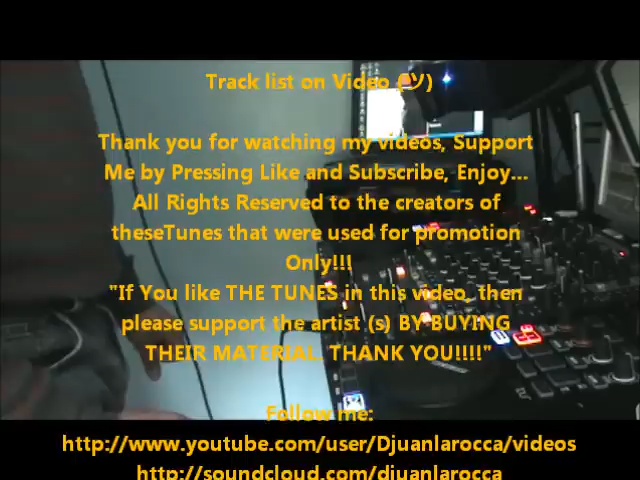 Track list on Video (ツ)
Thank you for watching my videos, Support
Me by Pressing Like and Subscribe, Enjoy...
All Rights Reserved to the creators of
theseTunes that were used for promotion
Only!!!
"If You like THE TUNES in this video, then
please support the artist (s) BY BUYING
THEIR MATERIAL. THANK YOU!!!!"
Follow me:
http://www.youtube.com/user/Djuanlarocca/videos
http://soundcloud.com/djuanlarocca